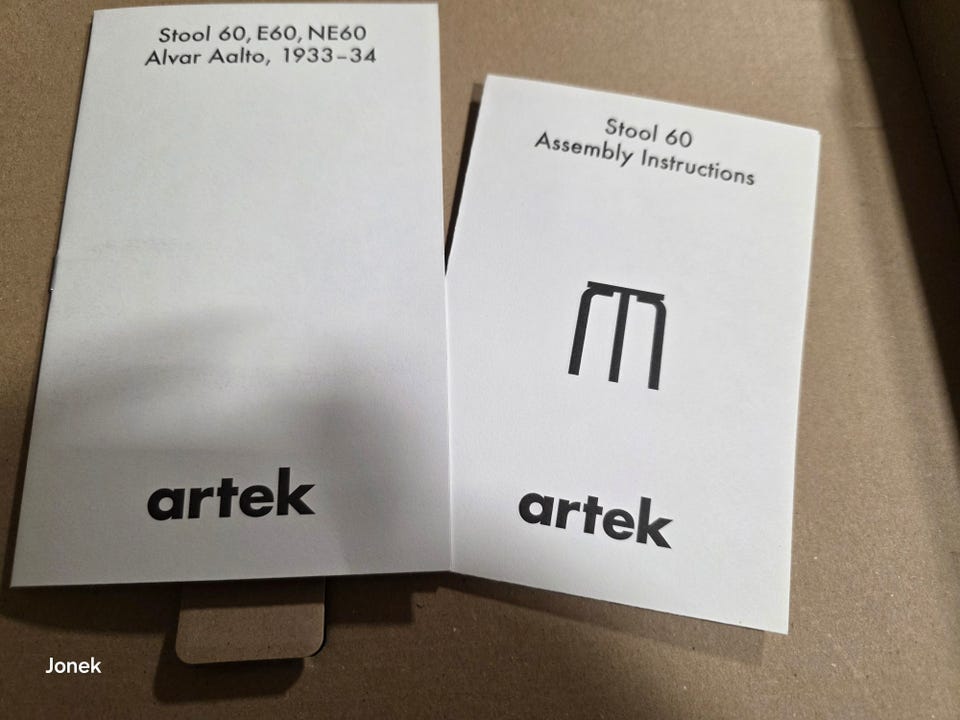 Stool 60, E60, NE60
Alvar Aalto, 1933–34
artek
Stool 60
Assembly Instructions
artek
Jonek